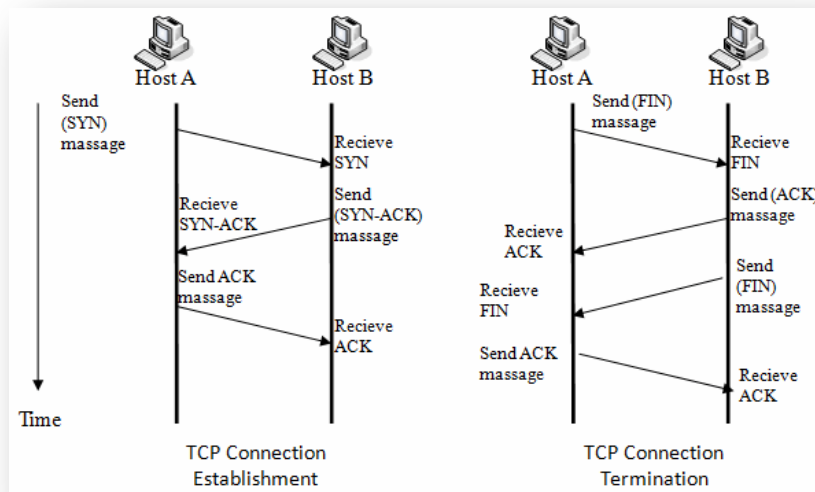 Host A
Host B
Send
(SYN)
massage
Recieve
SYN
Send
(SYN-ACK)
massage
Recieve
SYN-ACK
Send ACK
massage
Recieve
ACK
Time
TCP Connection
Establishment
Host A
Host B
Send (FIN)
massage
Recieve
FIN
Send (ACK)
massage
Recieve
ACK
Send
(FIN)
massage
Recieve
FIN
Send ACK
massage
Recieve
ACK
TCP Connection
Termination